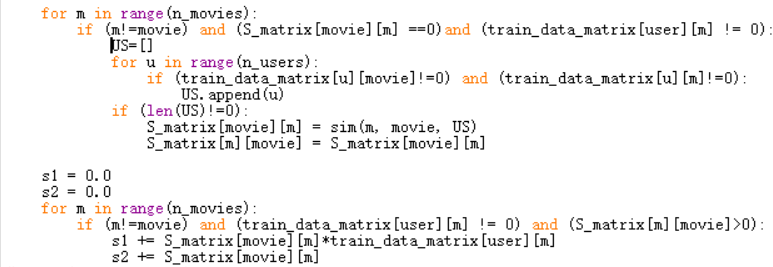 for m in range(n_movies):
if (m!=movie) and (S_matrix[movie][m] ==0)and (train_data_matrix[user][m] != 0):
US=[]
for u in range(n_users):
if (train_data_matrix[u][movie]!=0) and (train_data_matrix[u][m]!=0):
US.append(u)
if (len(US)!=0):
S_matrix[movie][m] = sim(m, movie, US)
S_matrix[m][movie] = S_matrix[movie][m]
s1 = 0.0
s2 = 0.0
for m in range(n_movies):
if (m!=movie) and (train_data_matrix[user][m] != 0) and (S_matrix[m][movie]>0):
s1 += S_matrix[movie][m]*train_data_matrix[user][m]
s2 += S_matrix[movie][m]